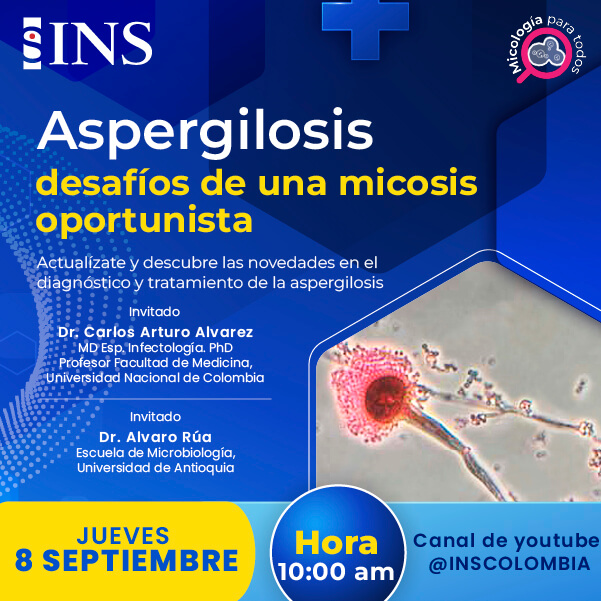 INS
Micología para todos
Aspergilosis
desafíos de una micosis
oportunista
Actualízate y descubre las novedades en el
diagnóstico y tratamiento de la aspergilosis
Invitado
Dr. Carlos Arturo Alvarez
MD Esp. Infectología. PhD
Profesor Facultad de Medicina,
Universidad Nacional de Colombia
Invitado
Dr. Alvaro Rúa
Escuela de Microbiología,
Universidad de Antioquia
JUEVES
8 SEPTIEMBRE
Hora
10:00 am
Canal de youtube
@INSCOLOMBIA